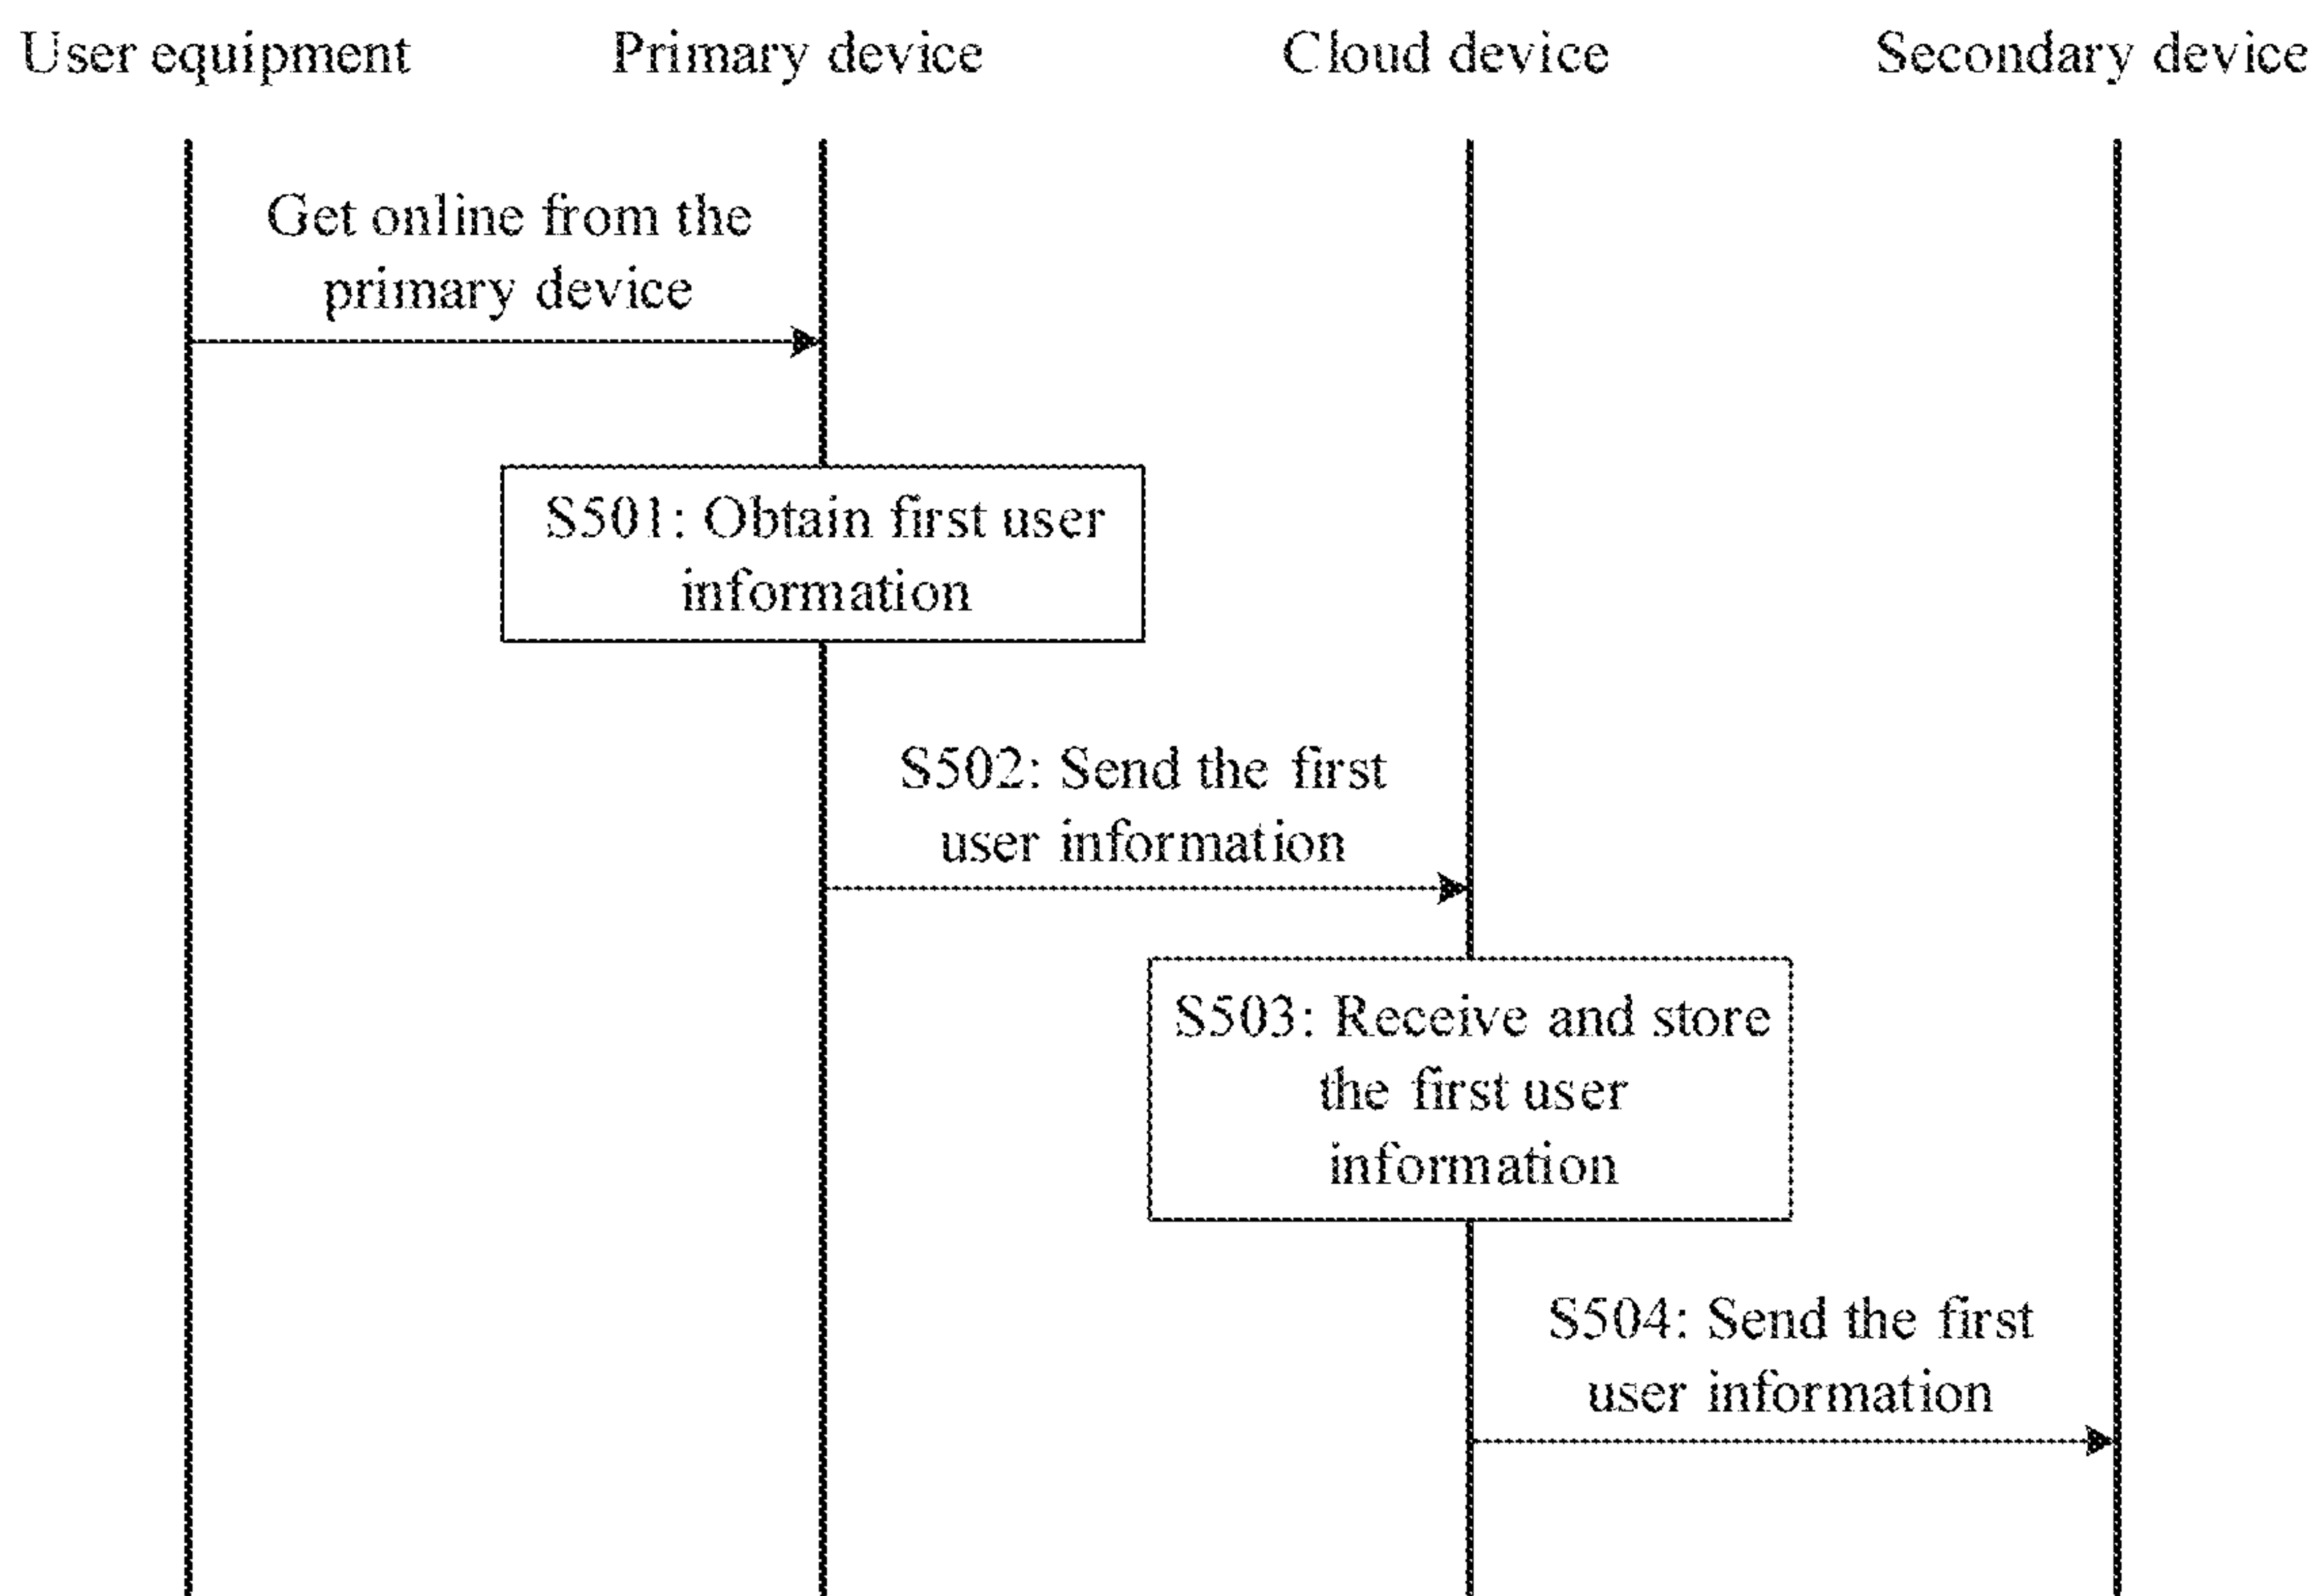 User equipment
Primary device
Cloud device
Secondary device
Get online from the
primary device
S501: Obtain first user
information
S502: Send the first
user information
S503: Receive and store
the first user
information
S504: Send the first
user information